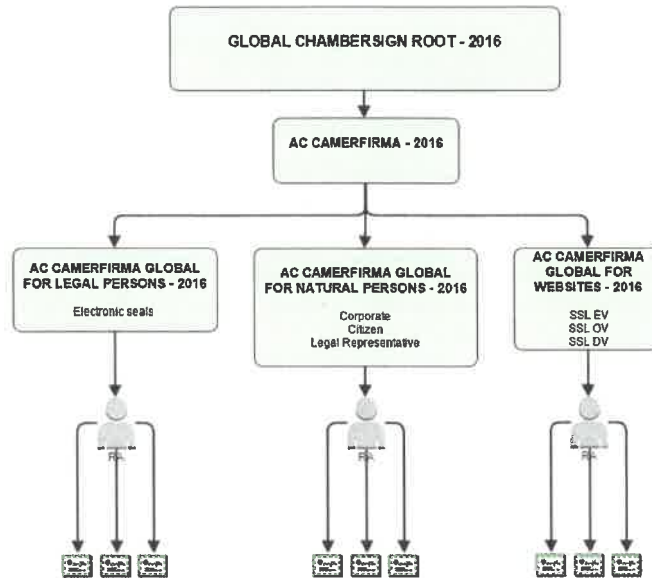 GLOBAL CHAMBERSIGN ROOT - 2016
AC CAMERFIRMA - 2016
AC CAMERFIRMA GLOBAL
FOR LEGAL PERSONS - 2016
Electronic seals
AC CAMERFIRMA GLOBAL
FOR NATURAL PERSONS - 2016
Corporate
Citizen
Legal Representative
AC CAMERFIRMA
GLOBAL FOR
WEBSITES - 2016
SSL EV
SSL OV
SSL DV
RA
RA
RA